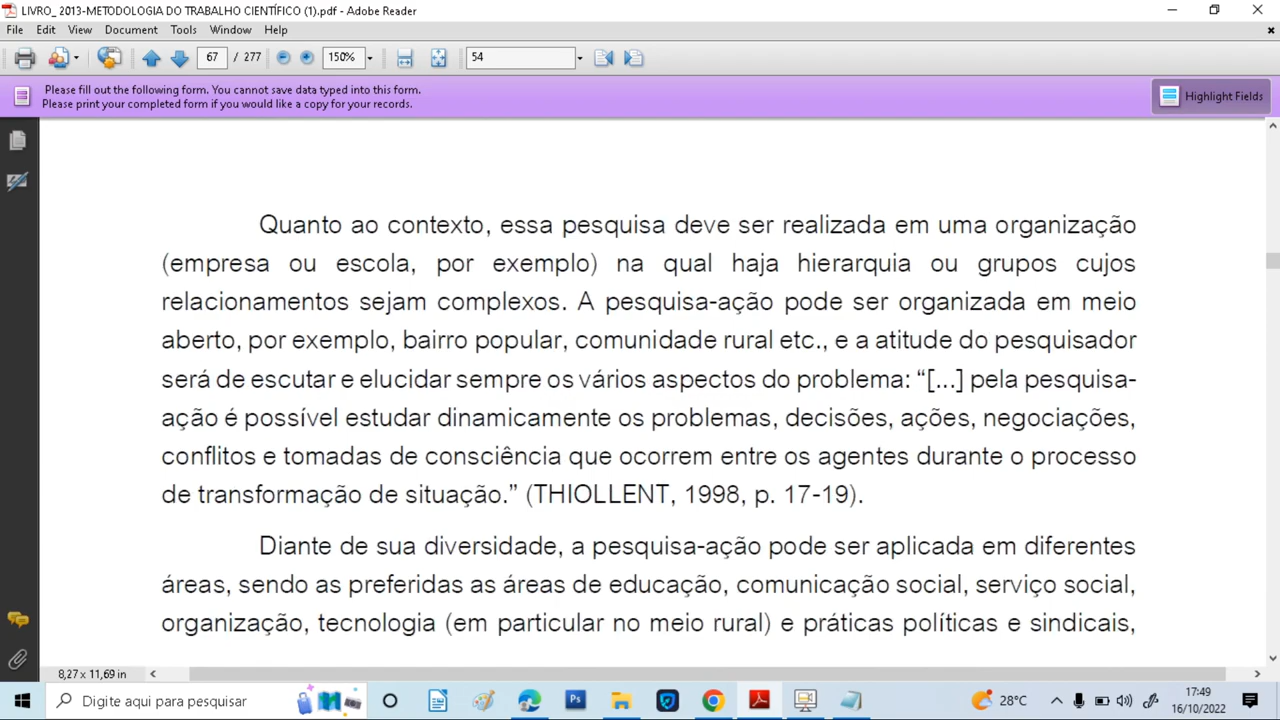 LIVRO_ 2013-METODOLOGIA DO TRABALHO CIENTÍFICO (1).pdf - Adobe Reader
File Edit View Document Tools Window Help
67 / 277 150% 54
Please fill out the following form. You cannot save data typed into this form.
Please print your completed form if you would like a copy for your records.
Highlight Fields
Quanto ao contexto, essa pesquisa deve ser realizada em uma organização
(empresa ou escola, por exemplo) na qual haja hierarquia ou grupos cujos
relacionamentos sejam complexos. A pesquisa-ação pode ser organizada em meio
aberto, por exemplo, bairro popular, comunidade rural etc., e a atitude do pesquisador
será de escutar e elucidar sempre os vários aspectos do problema: “[...] pela pesquisa-
ação é possível estudar dinamicamente os problemas, decisões, ações, negociações,
conflitos e tomadas de consciência que ocorrem entre os agentes durante o processo
de transformação de situação.” (THIOLLENT, 1998, p. 17-19).
Diante de sua diversidade, a pesquisa-ação pode ser aplicada em diferentes
áreas, sendo as preferidas as áreas de educação, comunicação social, serviço social,
organização, tecnologia (em particular no meio rural) e práticas políticas e sindicais,
8,27 x 11,69 in
Digite aqui para pesquisar
Ps
28°C
17:49
16/10/2022